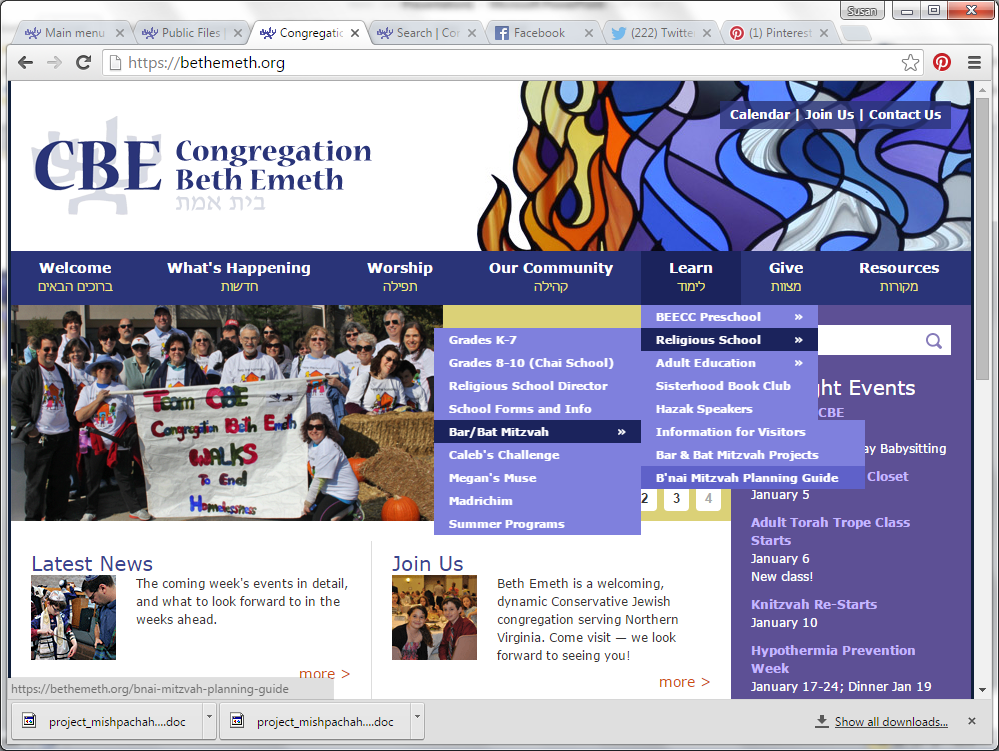 Susan
Main menu
Public Files |
Congregatio
Search | Con
Facebook
(222) Twitte
(1) Pinterest
https://bethemeth.org
Calendar | Join Us | Contact Us
CBE Congregation
Beth Emeth
בית אמת
Welcome
ברוכים הבאים
What's Happening
חדשות
Worship
תפילה
Our Community
קהילה
Learn
לימוד
Give
מצוות
Resources
מקורות
BEECC Preschool »
Religious School »
Adult Education »
Sisterhood Book Club
Hazak Speakers
Grades K-7
Grades 8-10 (Chai School)
Religious School Director
School Forms and Info
Bar/Bat Mitzvah »
Caleb's Challenge
Megan's Muse
Madrichim
Summer Programs
Information for Visitors
Bar & Bat Mitzvah Projects
B'nai Mitzvah Planning Guide
Team CBE
Congregation Beth Emeth
WALKS
To End
Homelessness
2 3 4
ght Events
CBE
ay Babysitting
Closet
January 5
Adult Torah Trope Class
Starts
January 6
New class!
Knitzvah Re-Starts
January 10
Hypothermia Prevention
Week
January 17-24; Dinner Jan 19
Latest News
The coming week's events in detail,
and what to look forward to in the
weeks ahead.
more >
Join Us
Beth Emeth is a welcoming,
dynamic Conservative Jewish
congregation serving Northern
Virginia. Come visit — we look
forward to seeing you!
more >
https://bethemeth.org/bnai-mitzvah-planning-guide
project_mishpachah....doc
project_mishpachah....doc
Show all downloads...